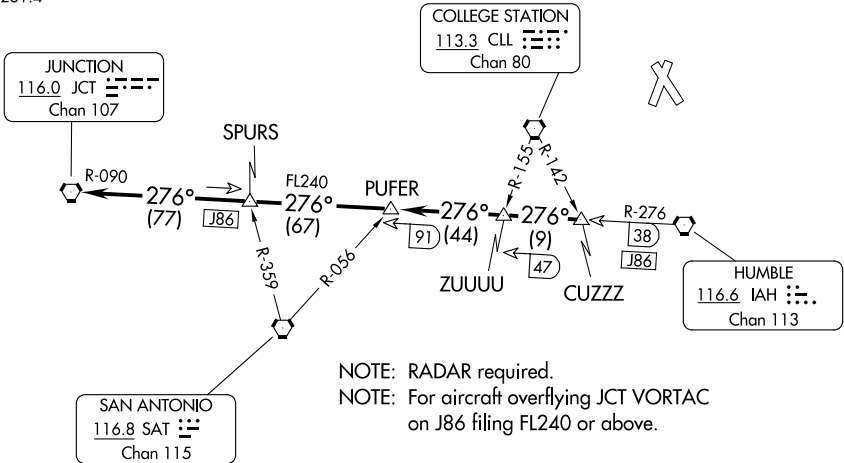 COLLEGE STATION
113.3 CLL
Chan 80
JUNCTION
116.0 JCT
Chan 107
SPURS
R-090
276°
(77)
J86
FL240
276°
(67)
PUFER
R-155
R-142
276°
(44)
276°
(9)
R-276
38
J86
91
47
ZUUUU
CUZZZ
R-359
R-056
HUMBLE
116.6 IAH
Chan 113
NOTE: RADAR required.
NOTE: For aircraft overflying JCT VORTAC
on J86 filing FL240 or above.
SAN ANTONIO
116.8 SAT
Chan 115